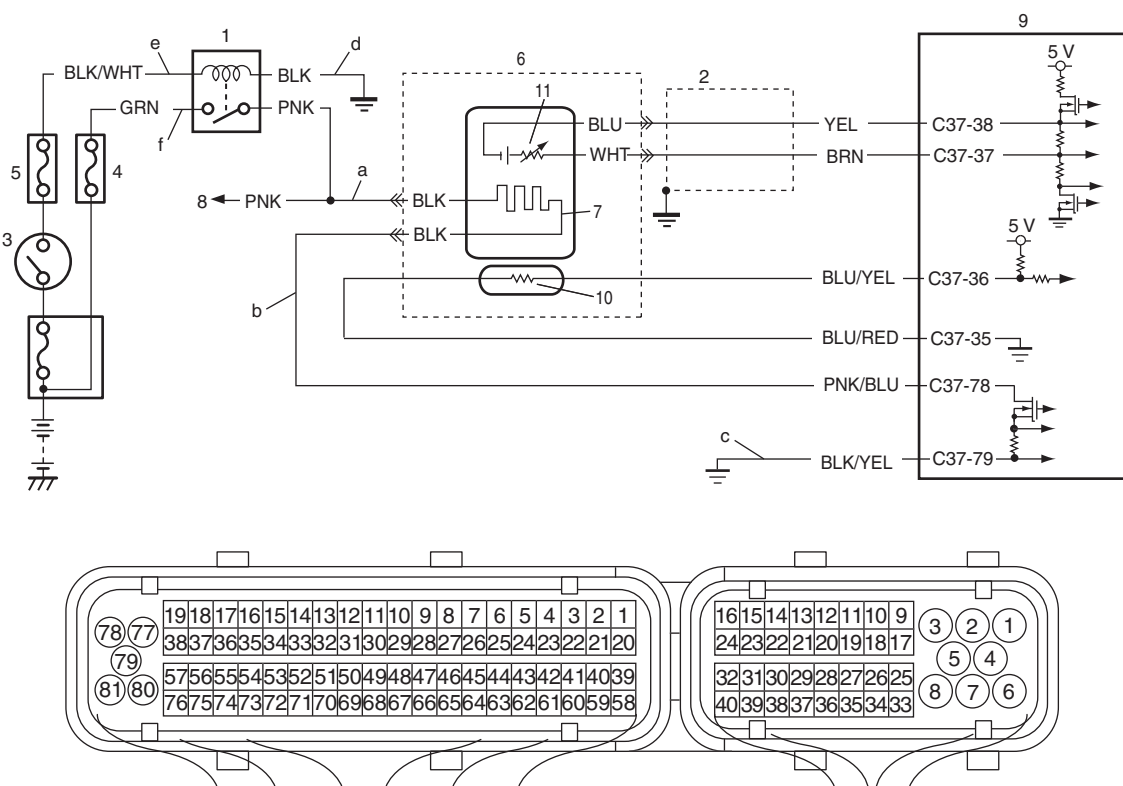 9
5 V
e 1 d
BLK/WHT BLK
6
2
11
GRN PNK
f
BLU YEL C37-38
WHT BRN C37-37
5 4
a
8 PNK BLK
7
BLK
3
5 V
BLU/YEL C37-36
10
b
BLU/RED C37-35
PNK/BLU C37-78
c
BLK/YEL C37-79
19 18 17 16 15 14 13 12 11 10 9 8 7 6 5 4 3 2 1
38 37 36 35 34 33 32 31 30 29 28 27 26 25 24 23 22 21 20
57 56 55 54 53 52 51 50 49 48 47 46 45 44 43 42 41 40 39
76 75 74 73 72 71 70 69 68 67 66 65 64 63 62 61 60 59 58
78 77
79
81 80
16 15 14 13 12 11 10 9
24 23 22 21 20 19 18 17
32 31 30 29 28 27 26 25
40 39 38 37 36 35 34 33
3 2 1
5 4
8 7 6